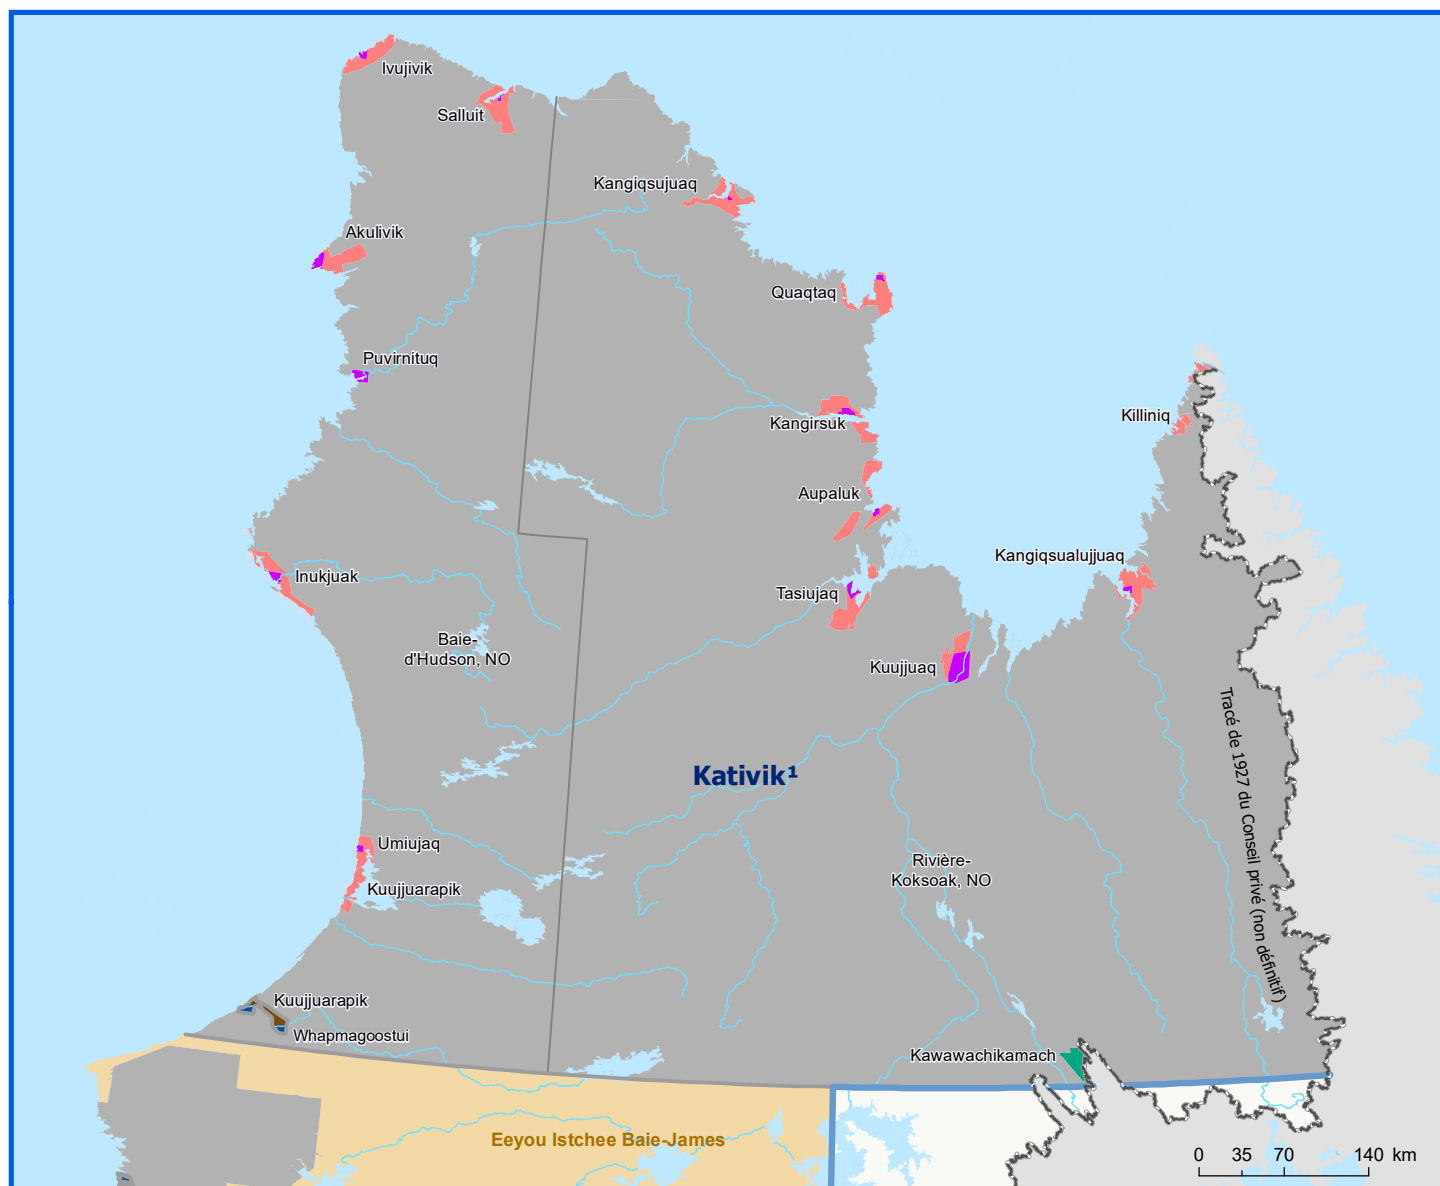 Ivujivik
Salluit
Kangiqsujuaq
Akulivik
Quaqtaq
Puvirnituq
Kangirsuk
Killiniq
Aupaluk
Kangiqsualujjuaq
Inukjuak
Tasiujaq
Baie-
d'Hudson, NO
Kuujjuaq
Tracé de 1927 du Conseil privé (non définitif)
Kativik¹
Umiujaq
Kuujjuarapik
Rivière-
Koksoak, NO
Kuujjuarapik
Whapmagoostui
Kawawachikamach
Eeyou Istchee Baie-James
0 35 70 140 km